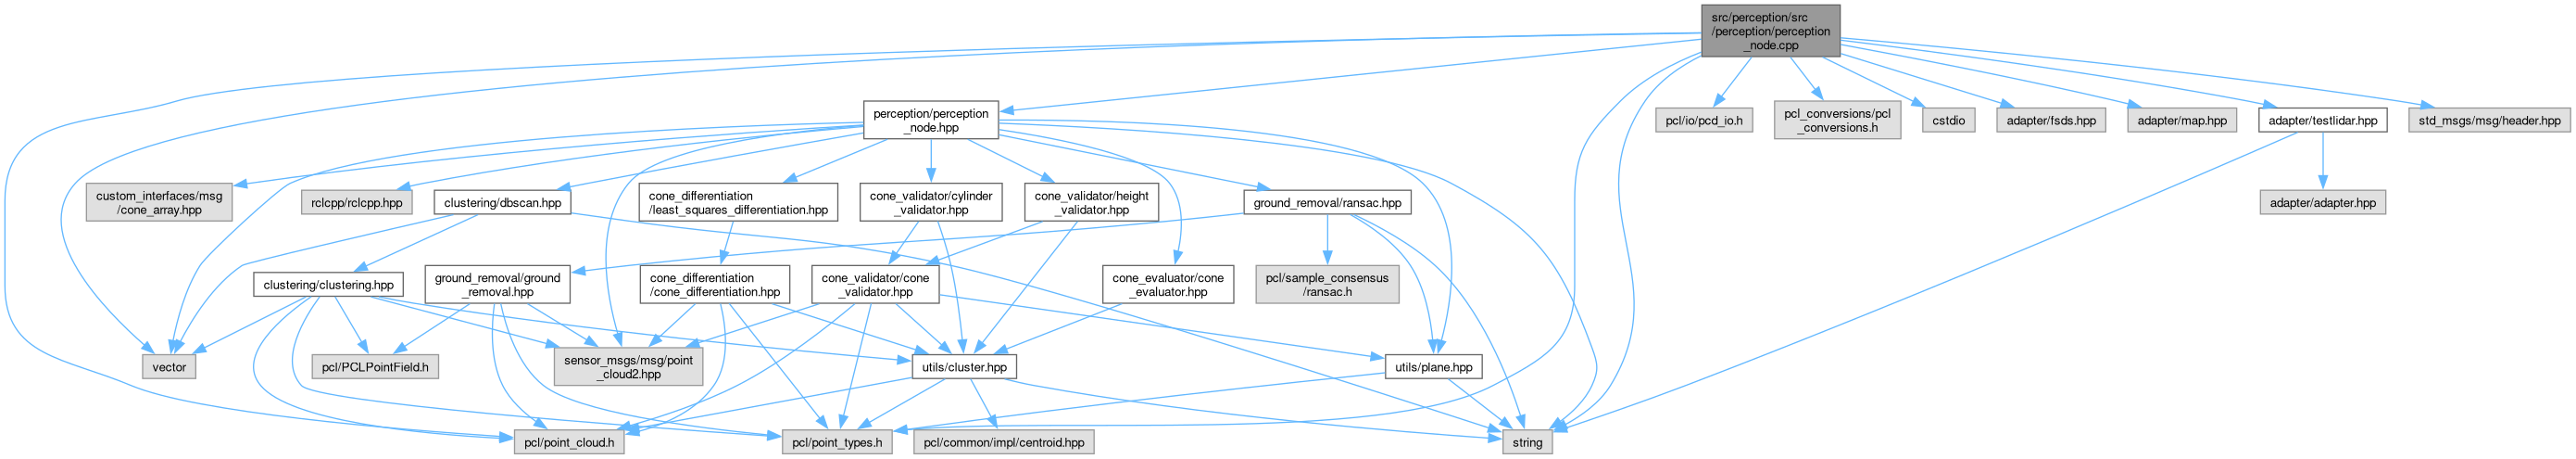 src/perception/src
/perception/perception
_node.cpp
perception/perception
_node.hpp
pcl/io/pcd_io.h
pcl_conversions/pcl
_conversions.h
cstdio
adapter/fsds.hpp
adapter/map.hpp
adapter/testlidar.hpp
std_msgs/msg/header.hpp
custom_interfaces/msg
/cone_array.hpp
rclcpp/rclcpp.hpp
clustering/dbscan.hpp
cone_differentiation
/least_squares_differentiation.hpp
cone_validator/cylinder
_validator.hpp
cone_validator/height
_validator.hpp
ground_removal/ransac.hpp
adapter/adapter.hpp
clustering/clustering.hpp
ground_removal/ground
_removal.hpp
cone_differentiation
/cone_differentiation.hpp
cone_validator/cone
_validator.hpp
cone_evaluator/cone
_evaluator.hpp
pcl/sample_consensus
/ransac.h
vector
pcl/PCLPointField.h
sensor_msgs/msg/point
_cloud2.hpp
utils/cluster.hpp
utils/plane.hpp
pcl/point_cloud.h
pcl/point_types.h
pcl/common/impl/centroid.hpp
string